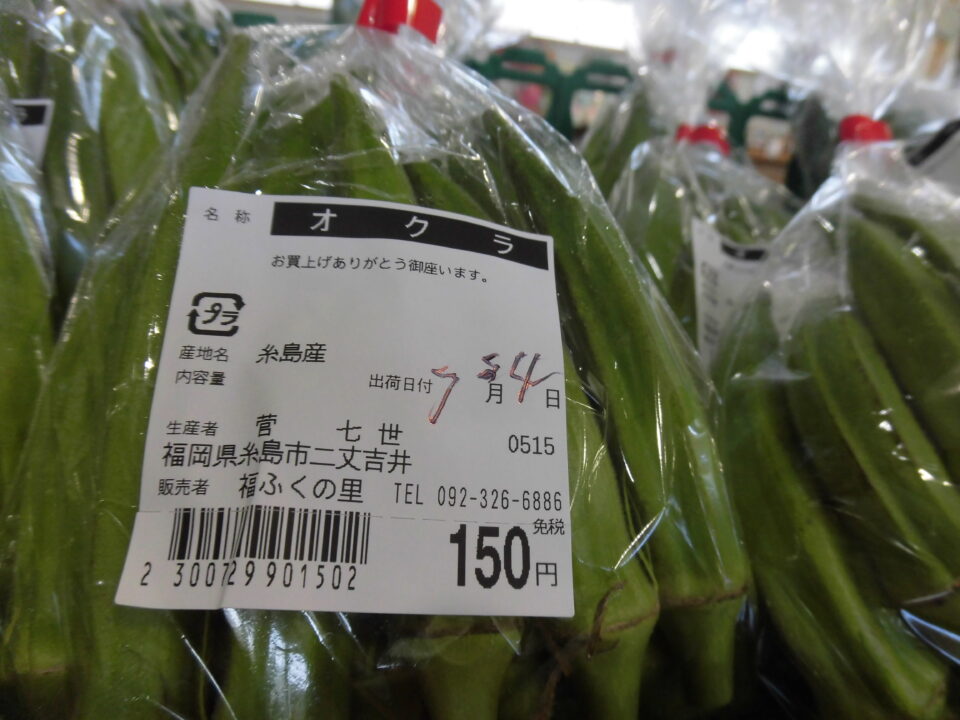 名称 オクラ
お買上げありがとう御座います。
プラ
産地名 糸島産
内容量
出荷日付 月 日
生産者 菅 七世 0515
福岡県糸島市二丈吉井
販売者 福ふくの里 TEL 092-326-6886
免税
150円
2 300729901502